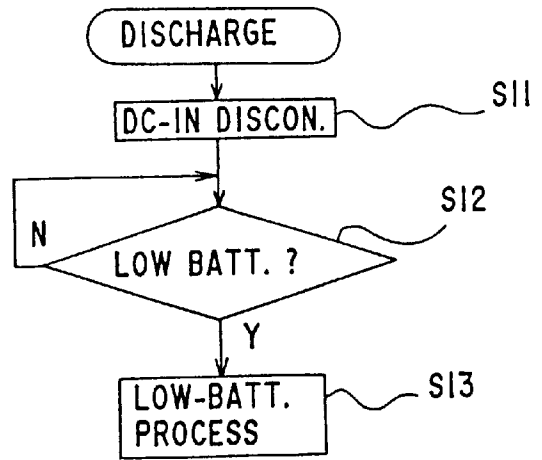 DISCHARGE
DC-IN DISCON.
S11
S12
N
LOW BATT. ?
Y
LOW-BATT.
PROCESS
S13